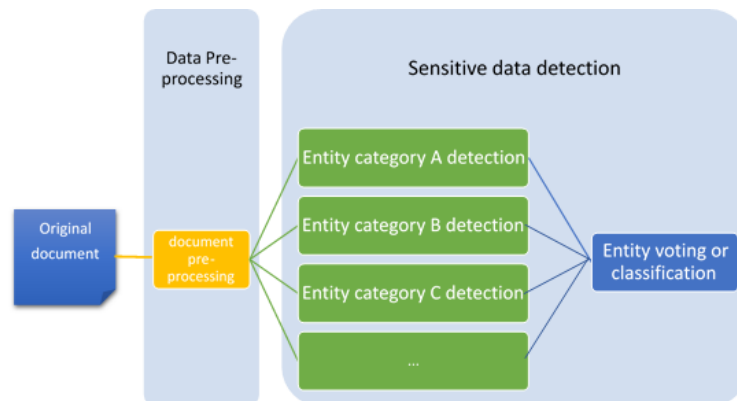 Data Pre-
processing
Sensitive data detection
Original
document
document
pre-
processing
Entity category A detection
Entity category B detection
Entity category C detection
...
Entity voting or
classification